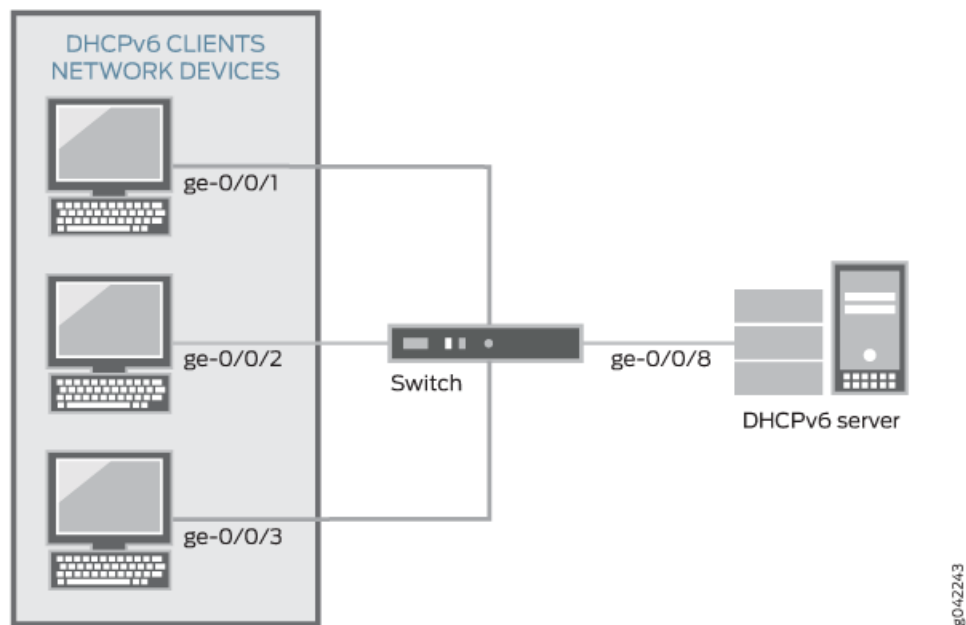 DHCPv6 CLIENTS
NETWORK DEVICES
ge-0/0/1
ge-0/0/2
Switch
ge-0/0/8
DHCPv6 server
ge-0/0/3
g042243